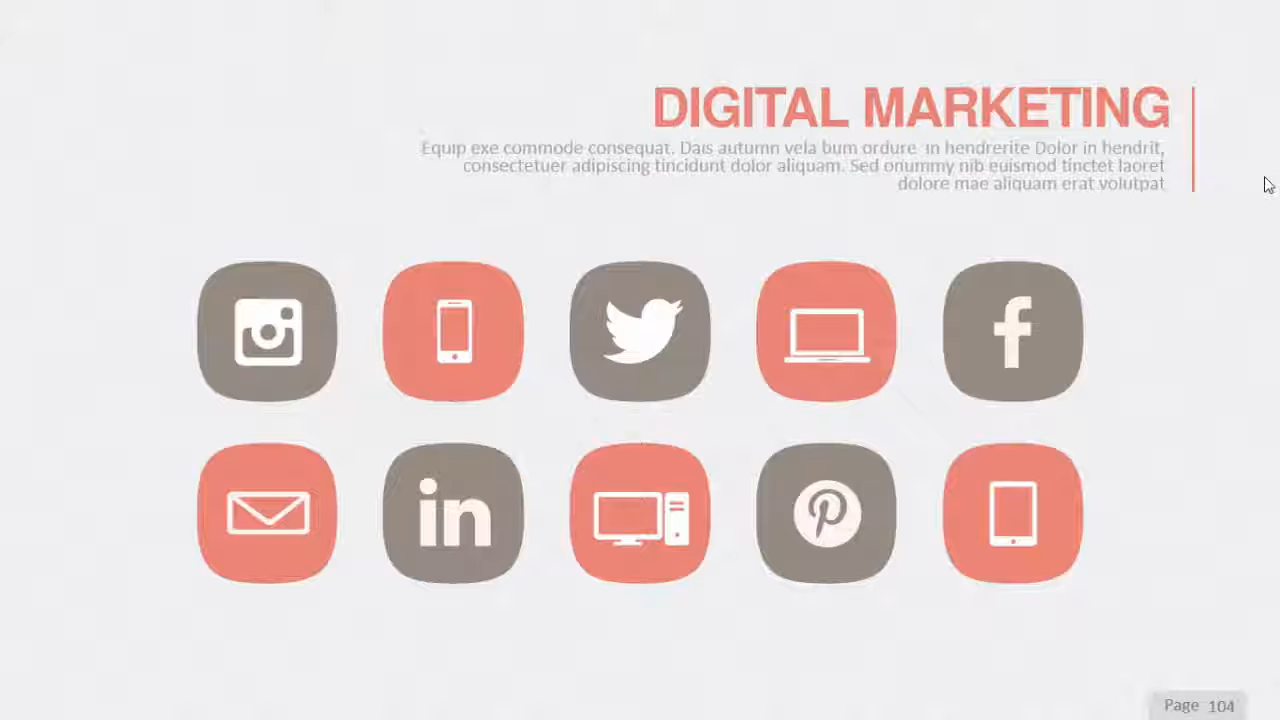 DIGITAL MARKETING
Equip exe commode consequat. Dais autumn vela bum ordure in hendrerite Dolor in hendrit,
consectetuer adipiscing tincidunt dolor aliquam. Sed onummy nib euismod tinctet laoret
dolore mae aliquam erat volutpat
f
in
Page 104